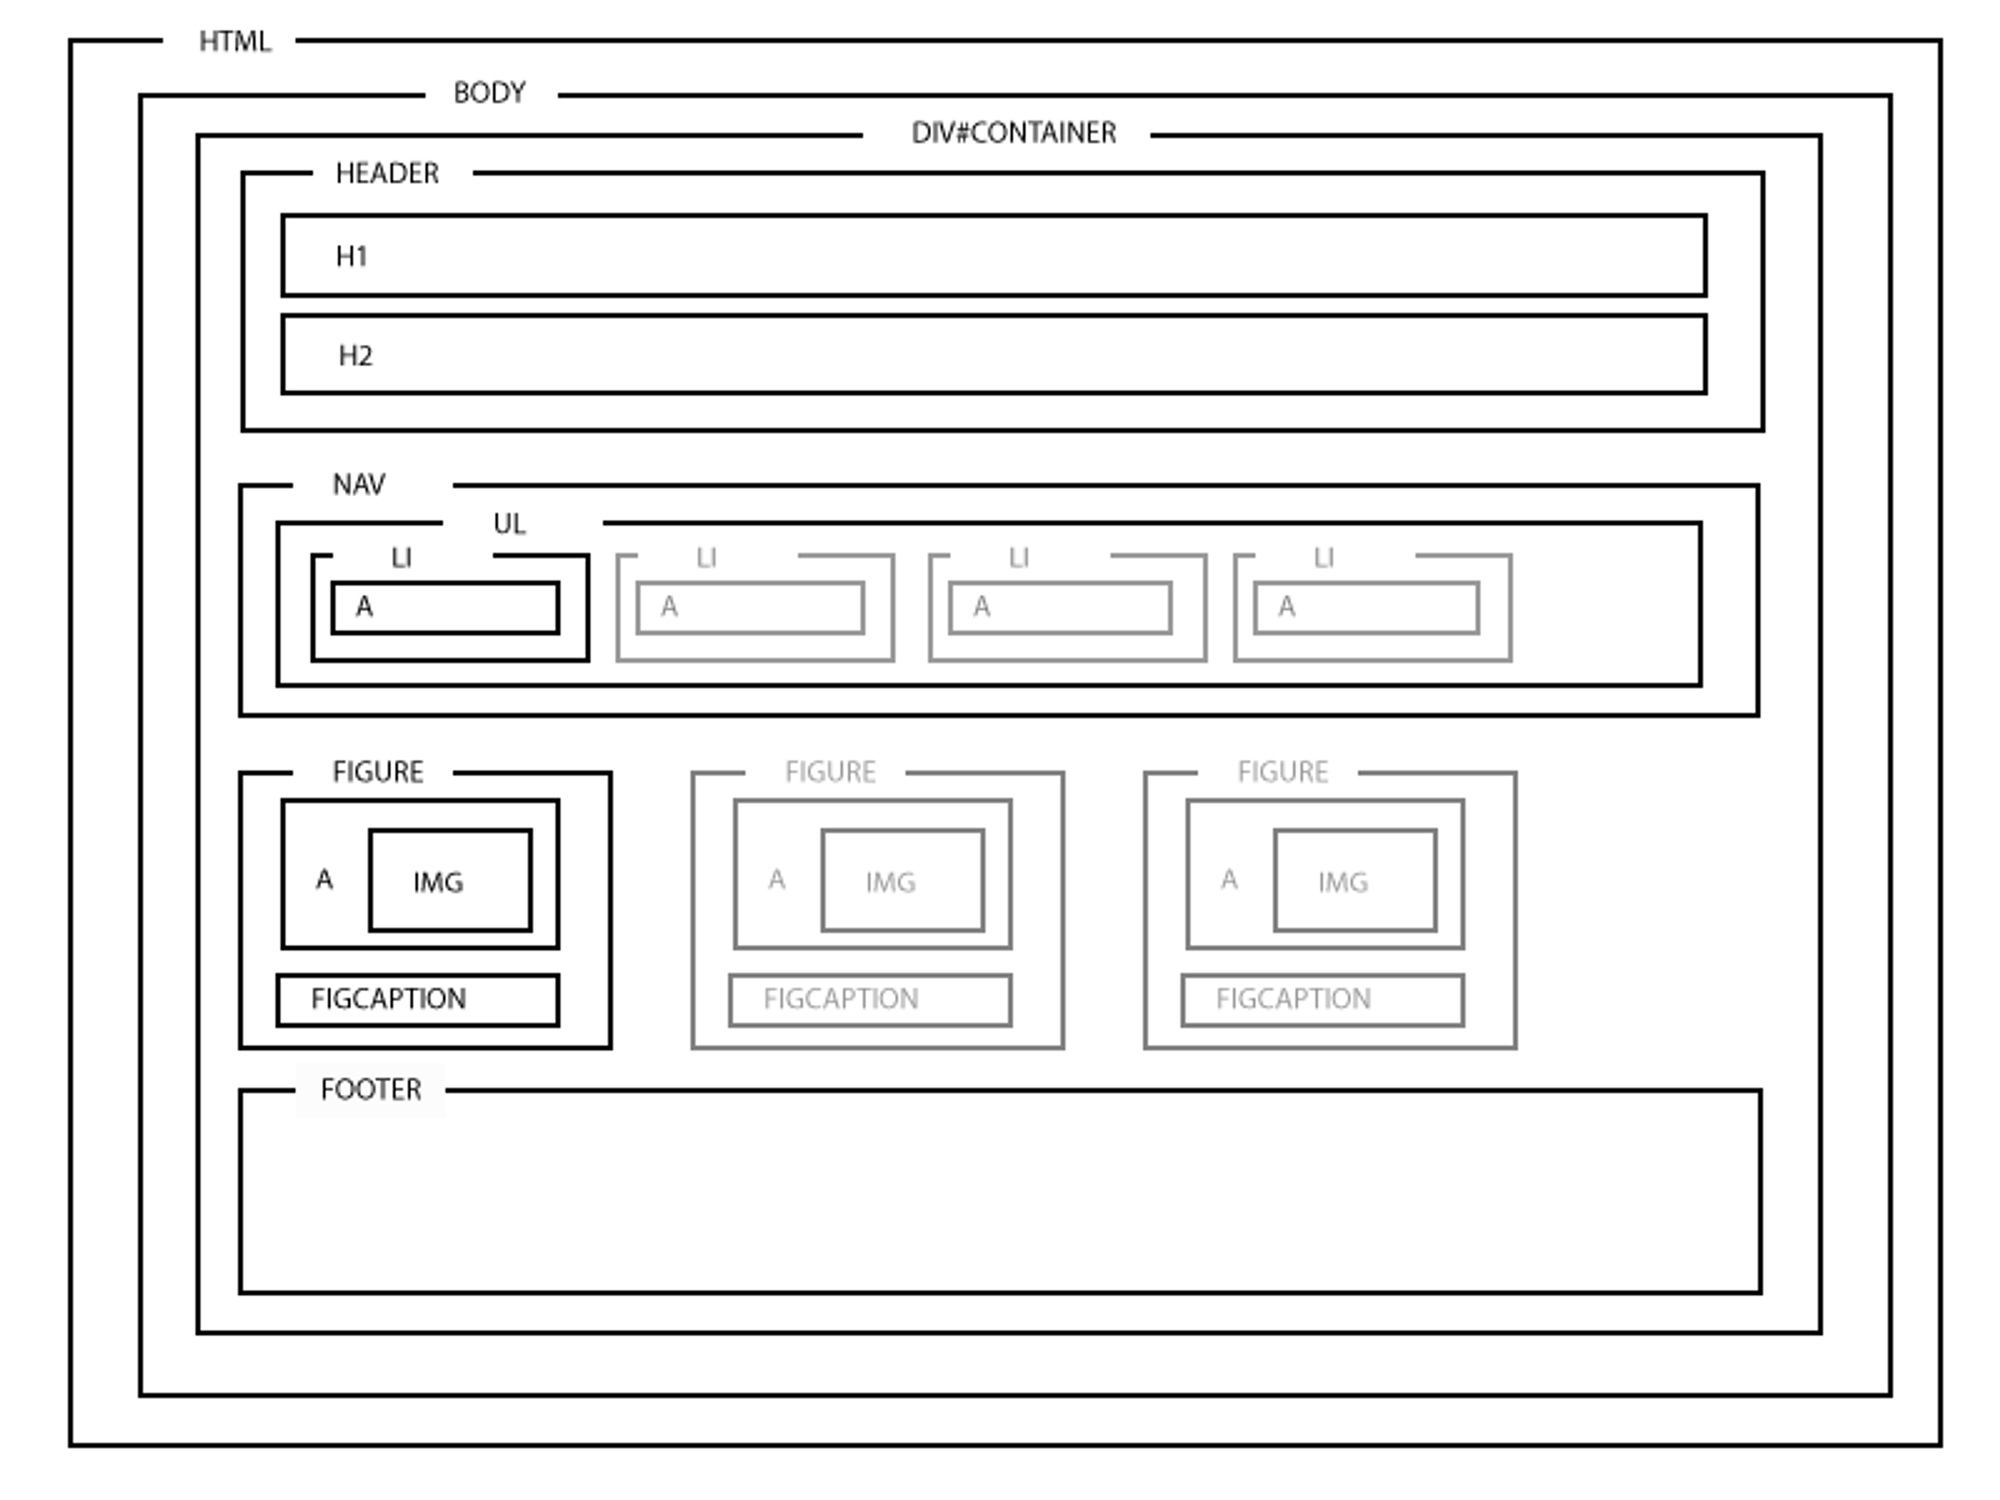 HTML
BODY
DIV#CONTAINER
HEADER
H1
H2
NAV
UL
LI LI LI LI
A A A A
FIGURE FIGURE FIGURE
A IMG A IMG A IMG
FIGCAPTION FIGCAPTION FIGCAPTION
FOOTER